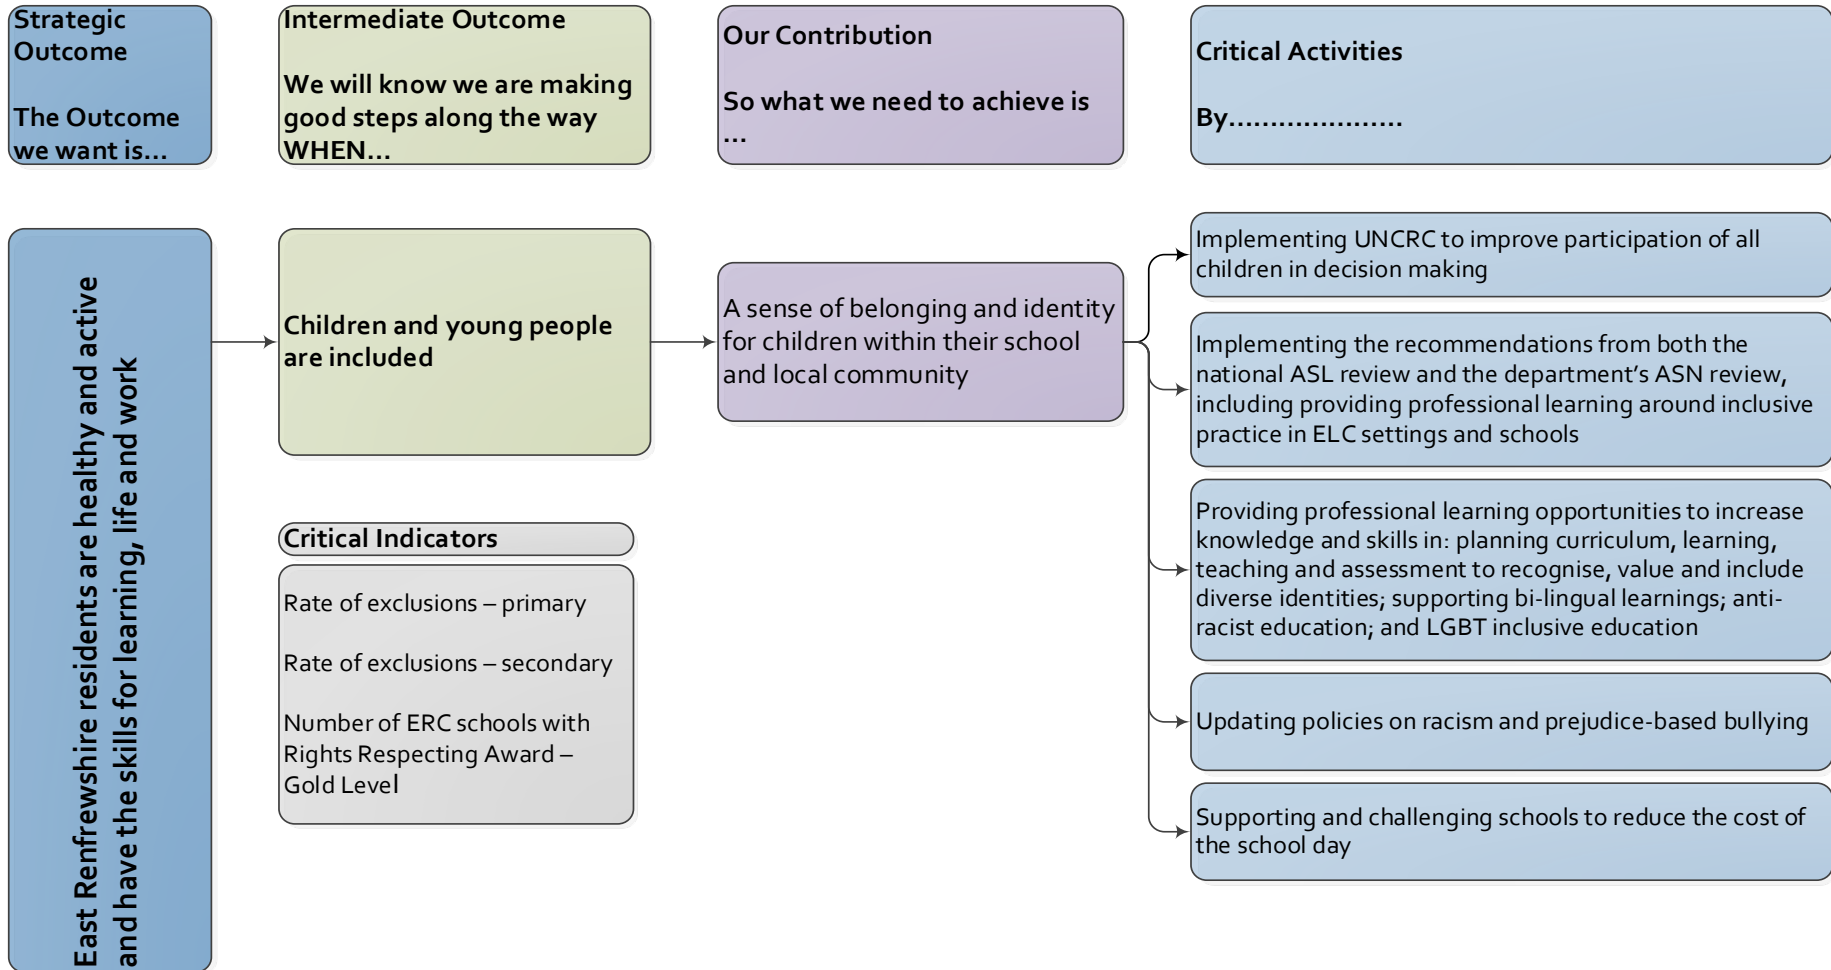 Strategic
Outcome
The Outcome
we want is...
Intermediate Outcome
We will know we are making
good steps along the way
WHEN...
Our Contribution
So what we need to achieve is
...
Critical Activities
By.....................
East Renfrewshire residents are healthy and active
and have the skills for learning, life and work
Children and young people
are included
Critical Indicators
Rate of exclusions – primary
Rate of exclusions – secondary
Number of ERC schools with
Rights Respecting Award –
Gold Level
A sense of belonging and identity
for children within their school
and local community
Implementing UNCRC to improve participation of all
children in decision making
Implementing the recommendations from both the
national ASL review and the department’s ASN review,
including providing professional learning around inclusive
practice in ELC settings and schools
Providing professional learning opportunities to increase
knowledge and skills in: planning curriculum, learning,
teaching and assessment to recognise, value and include
diverse identities; supporting bi-lingual learnings; anti-
racist education; and LGBT inclusive education
Updating policies on racism and prejudice-based bullying
Supporting and challenging schools to reduce the cost of
the school day